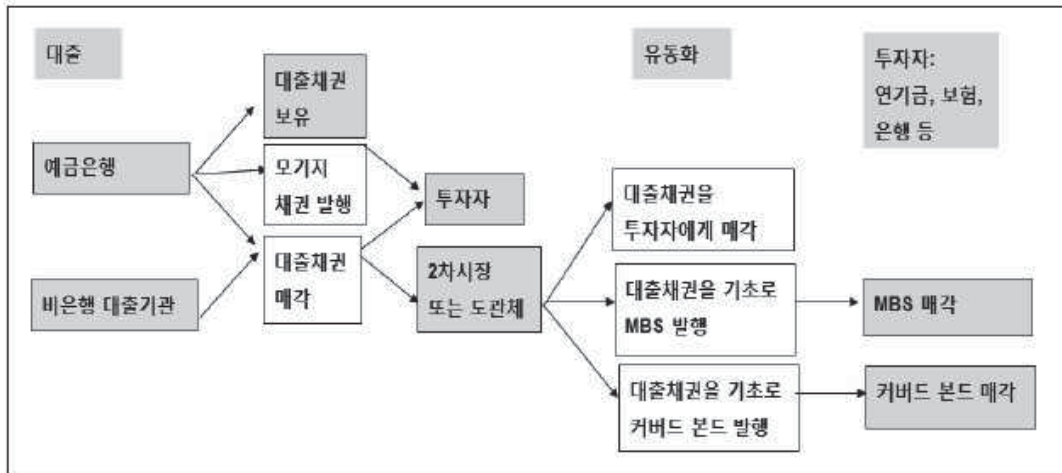 대출
유동화
투자자:
연기금, 보험,
은행 등
대출채권
보유
예금은행
모기지
채권 발행
투자자
대출채권을
투자자에게 매각
비은행 대출기관
대출채권
매각
2차시장
또는 도관체
대출채권을 기초로
MBS 발행
MBS 매각
대출채권을 기초로
커버드 본드 발행
커버드 본드 매각